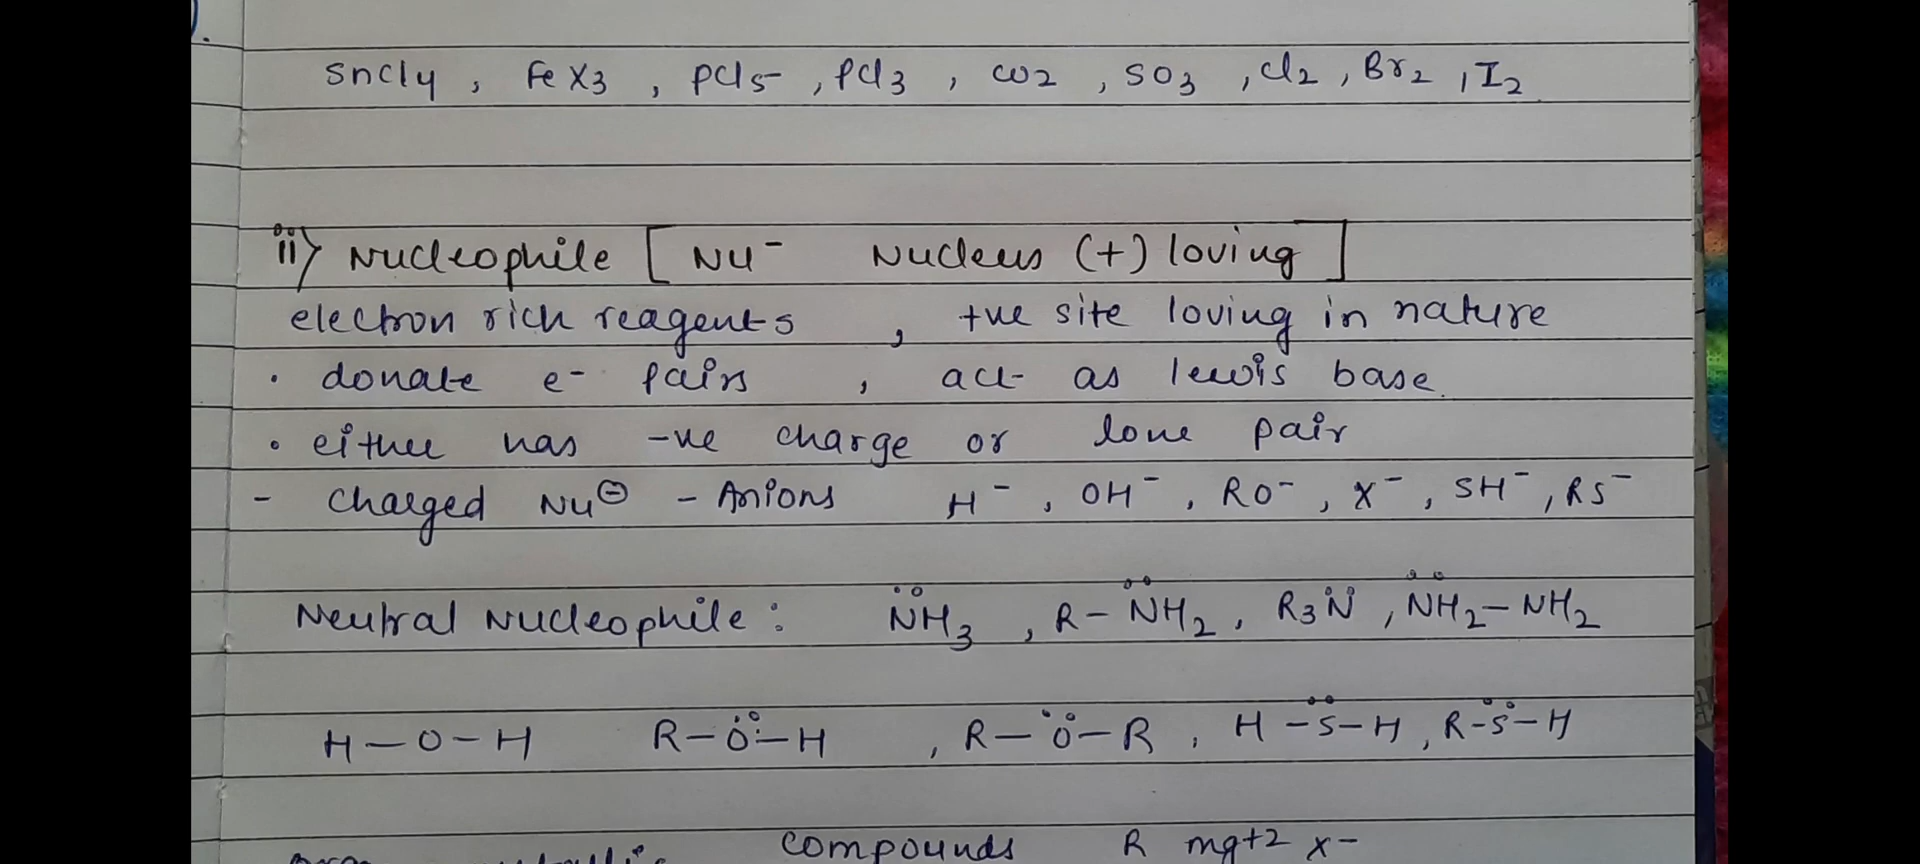 SnCl4 , FeX3 , PCl5 , PCl3 , CO2 , SO3 , Cl2 , Br2 , I2
ii) Nucleophile [ Nu⁻ Nucleus (+) loving ]
electron rich reagents , +ve site loving in nature
• donate e⁻ pairs , act as lewis base
• either has -ve charge or lone pair
- Charged Nu⊖ - Anions H⁻ , OH⁻ , RO⁻ , X⁻ , SH⁻ , RS⁻
Neutral Nucleophile : N̈H3 , R-N̈H2 , R3N̈ , N̈H2-NH2
H-O-H R-Ö-H , R-Ö-R , H-S̈-H , R-S̈-H
compounds R mg+2 x-